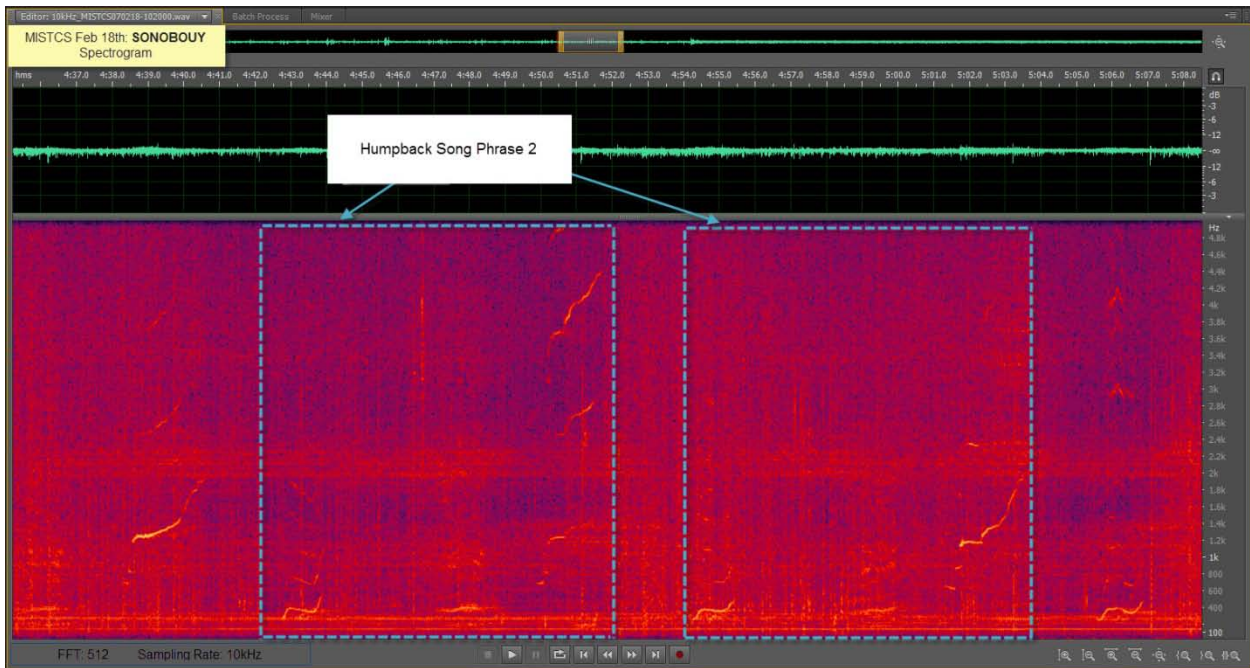 Editor: 10kHz_MISTCS070218-102000.wav Batch Process Mixer
MISTCS Feb 18th: SONOBOUY
Spectrogram
hms 4:37.0 4:38.0 4:39.0 4:40.0 4:41.0 4:42.0 4:43.0 4:44.0 4:45.0 4:46.0 4:47.0 4:48.0 4:49.0 4:50.0 4:51.0 4:52.0 4:53.0 4:54.0 4:55.0 4:56.0 4:57.0 4:58.0 4:59.0 5:00.0 5:01.0 5:02.0 5:03.0 5:04.0 5:05.0 5:06.0 5:07.0 5:08.0
dB
-3
-6
-12
-∞
-12
-6
-3
Humpback Song Phrase 2
Hz
4.8k
4.6k
4.4k
4.2k
4k
3.8k
3.6k
3.4k
3.2k
3k
2.8k
2.6k
2.4k
2.2k
2k
1.8k
1.6k
1.4k
1.2k
1k
800
600
400
100
FFT: 512 Sampling Rate: 10kHz